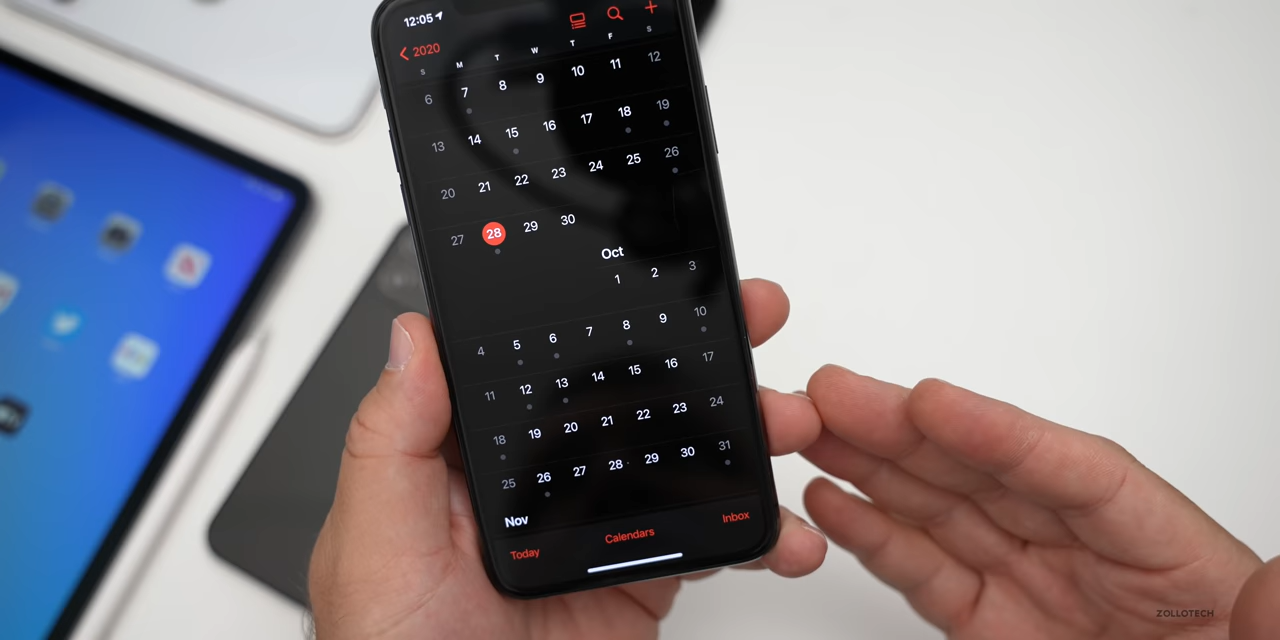 12:05
2020
S M T W T F S
6 7 8 9 10 11 12
13 14 15 16 17 18 19
20 21 22 23 24 25 26
27 28 29 30
Oct
1 2 3
4 5 6 7 8 9 10
11 12 13 14 15 16 17
18 19 20 21 22 23 24
25 26 27 28 29 30 31
Nov
Today Calendars Inbox
ZOLLOTECH